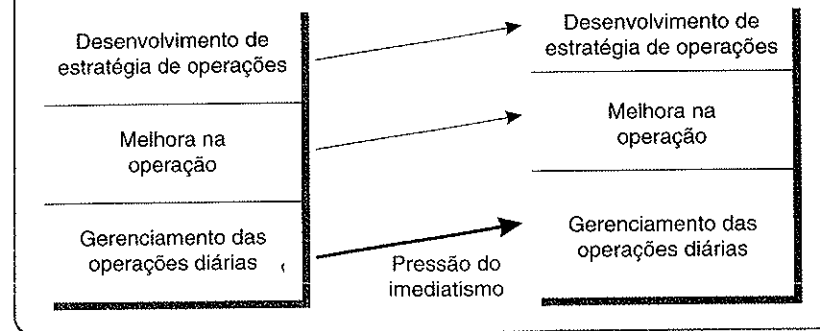 Desenvolvimento de
estratégia de operações
Melhora na
operação
Gerenciamento das
operações diárias
Pressão do
imediatismo
Desenvolvimento de
estratégia de operações
Melhora na
operação
Gerenciamento das
operações diárias